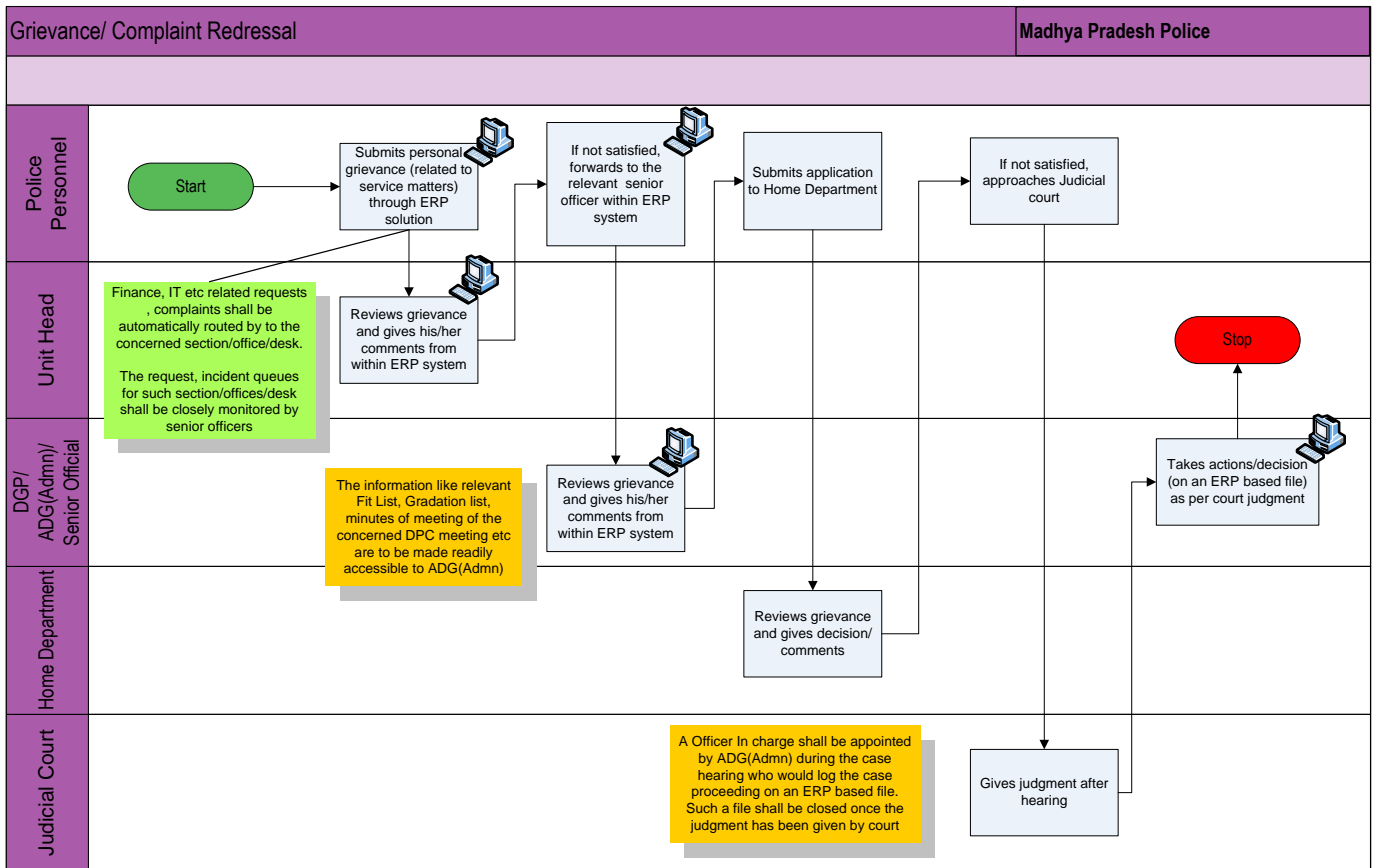 Grievance/ Complaint Redressal
Madhya Pradesh Police
Police
Personnel
Start
Submits personal
grievance (related to
service matters)
through ERP
solution
If not satisfied,
forwards to the
relevant senior
officer within ERP
system
Submits application
to Home Department
If not satisfied,
approaches Judicial
court
Unit Head
Finance, IT etc related requests
, complaints shall be
automatically routed by to the
concerned section/office/desk.
The request, incident queues
for such section/offices/desk
shall be closely monitored by
senior officers
Reviews grievance
and gives his/her
comments from
within ERP system
Stop
DGP/
ADG(Admn)/
Senior Official
The information like relevant
Fit List, Gradation list,
minutes of meeting of the
concerned DPC meeting etc
are to be made readily
accessible to ADG(Admn)
Reviews grievance
and gives his/her
comments from
within ERP system
Takes actions/decision
(on an ERP based file)
as per court judgment
Home Department
Reviews grievance
and gives decision/
comments
Judicial Court
A Officer In charge shall be appointed
by ADG(Admn) during the case
hearing who would log the case
proceeding on an ERP based file.
Such a file shall be closed once the
judgment has been given by court
Gives judgment after
hearing